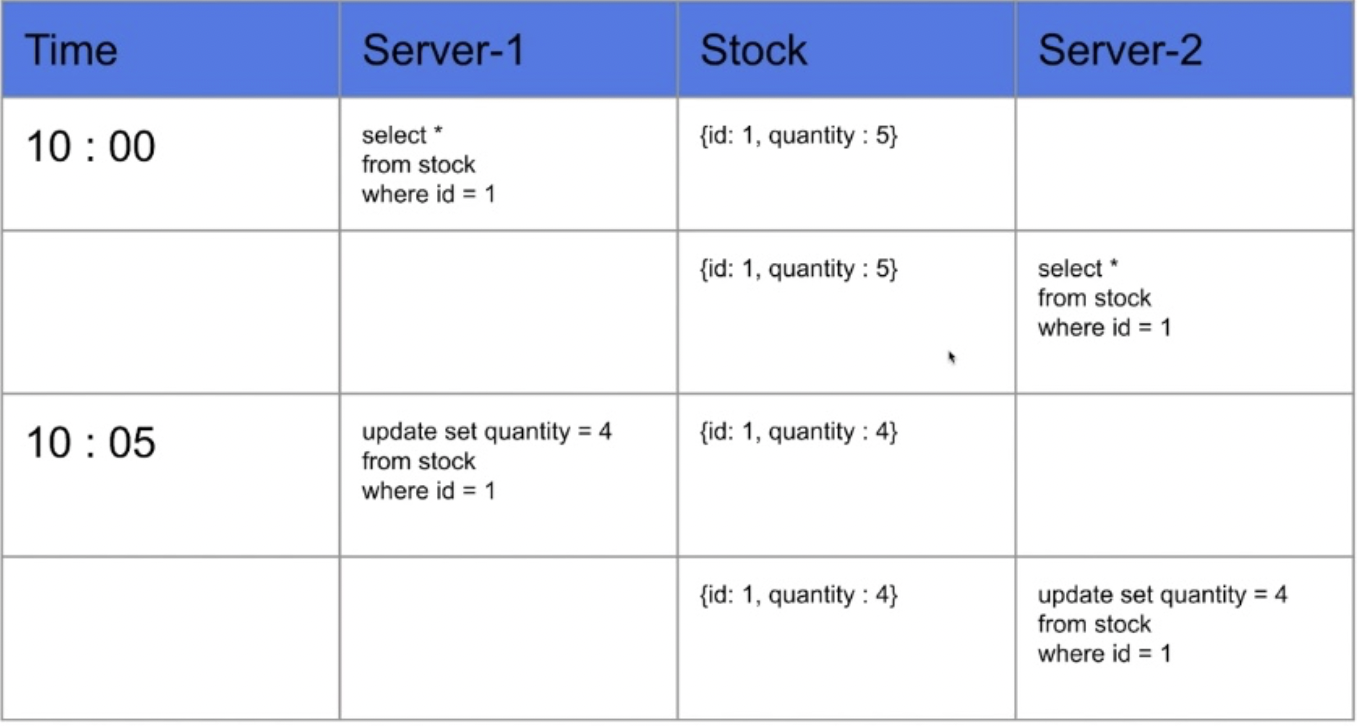 Time Server-1 Stock Server-2
10 : 00
select *
from stock
where id = 1
{id: 1, quantity : 5}
{id: 1, quantity : 5}
select *
from stock
where id = 1
10 : 05
update set quantity = 4
from stock
where id = 1
{id: 1, quantity : 4}
{id: 1, quantity : 4}
update set quantity = 4
from stock
where id = 1